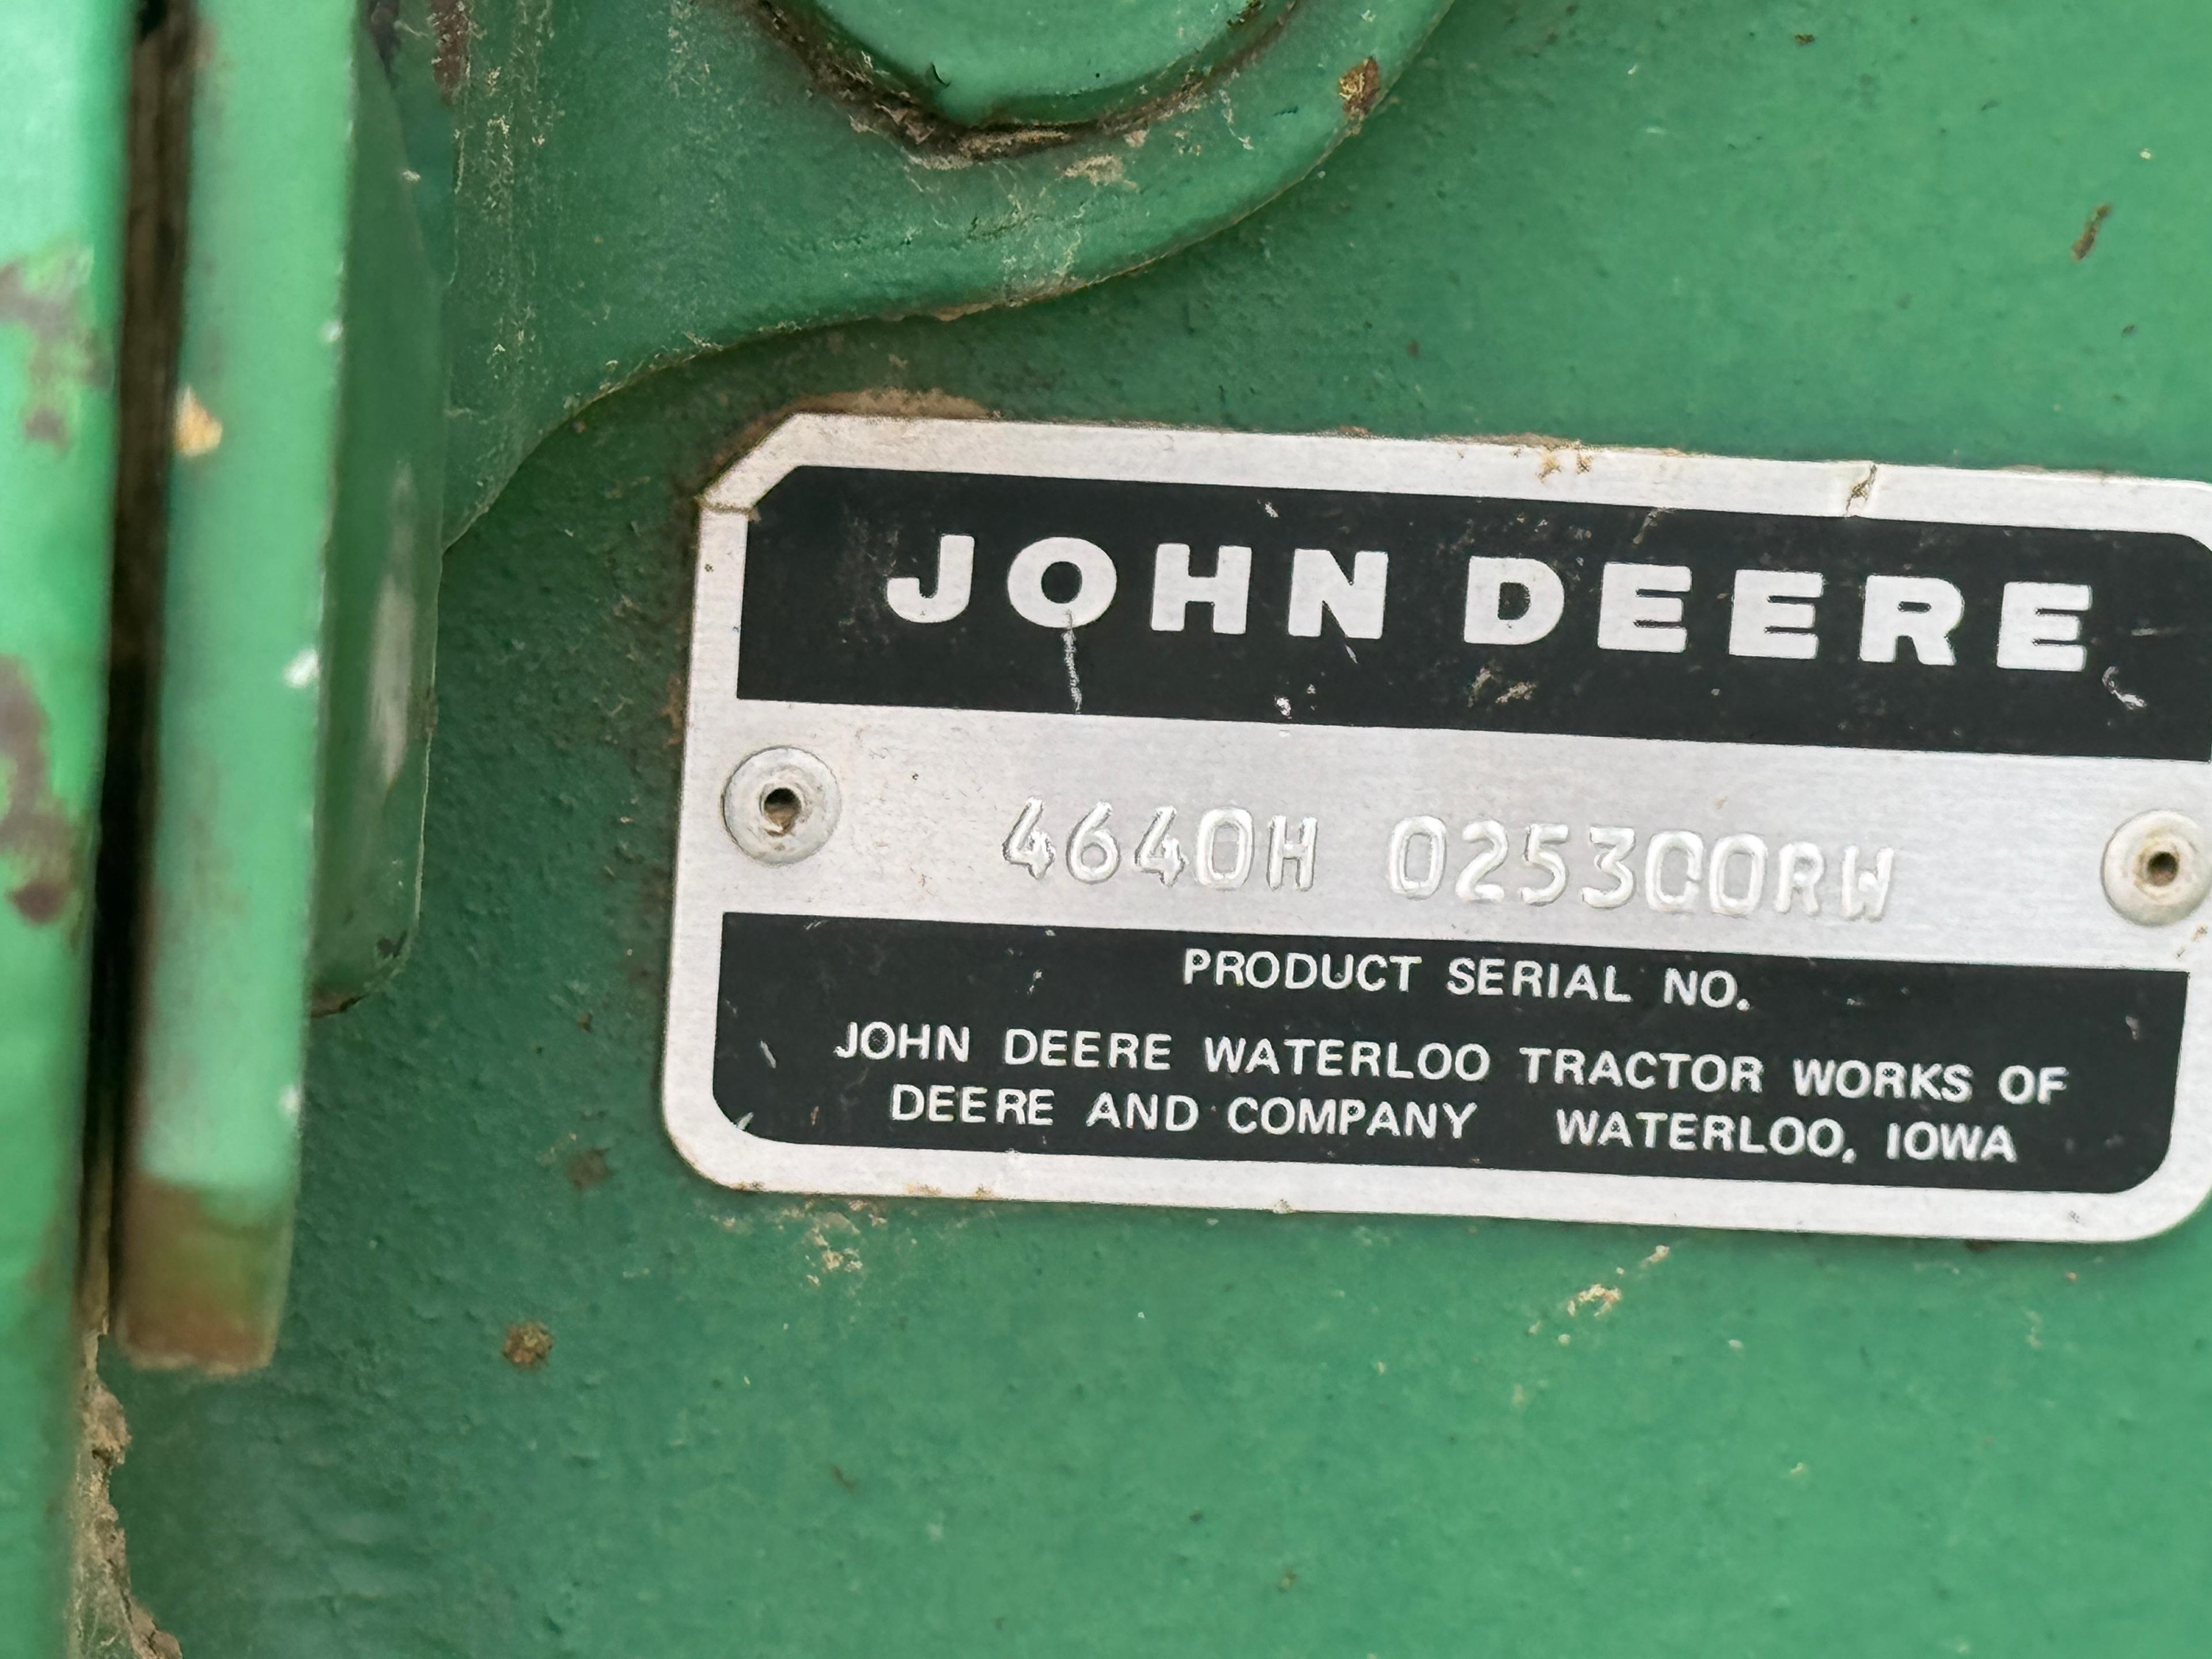 JOHN DEERE
4640H 025300RW
PRODUCT SERIAL NO.
JOHN DEERE WATERLOO TRACTOR WORKS OF
DEERE AND COMPANY WATERLOO, IOWA